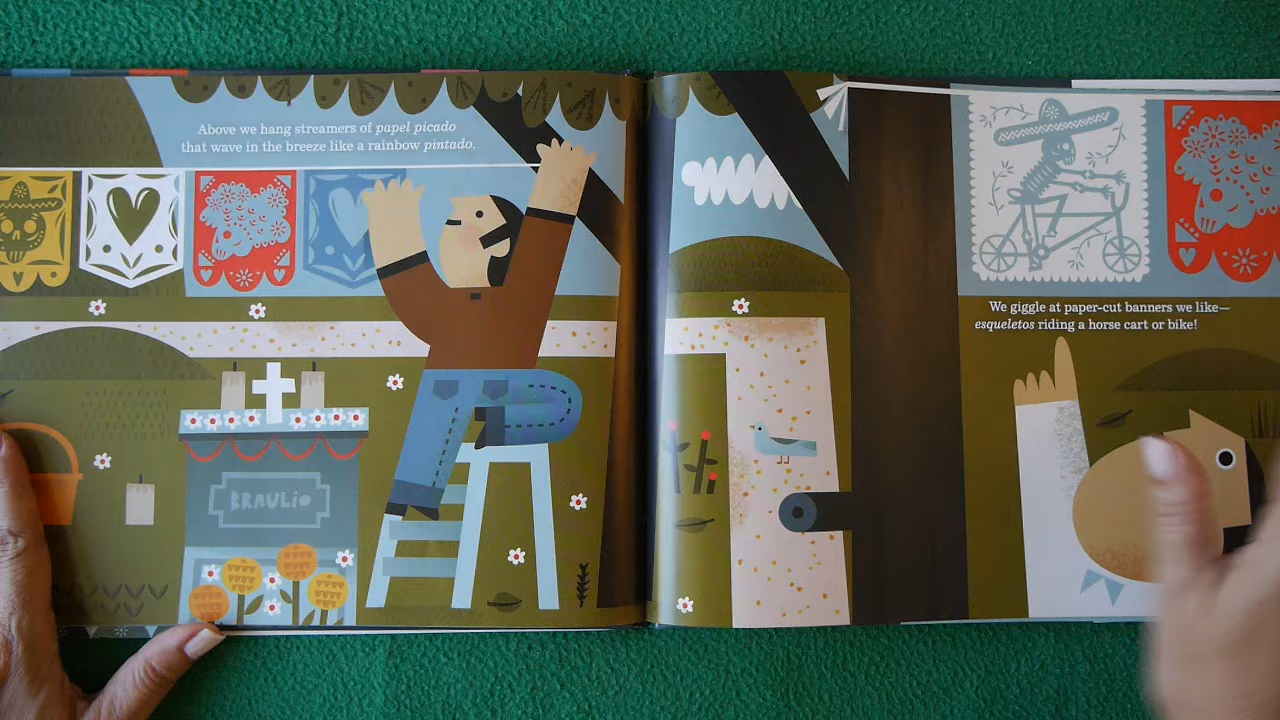 Above we hang streamers of papel picado
that wave in the breeze like a rainbow pintado.
BRAULIO
We giggle at paper-cut banners we like—
esqueletos riding a horse cart or bike!